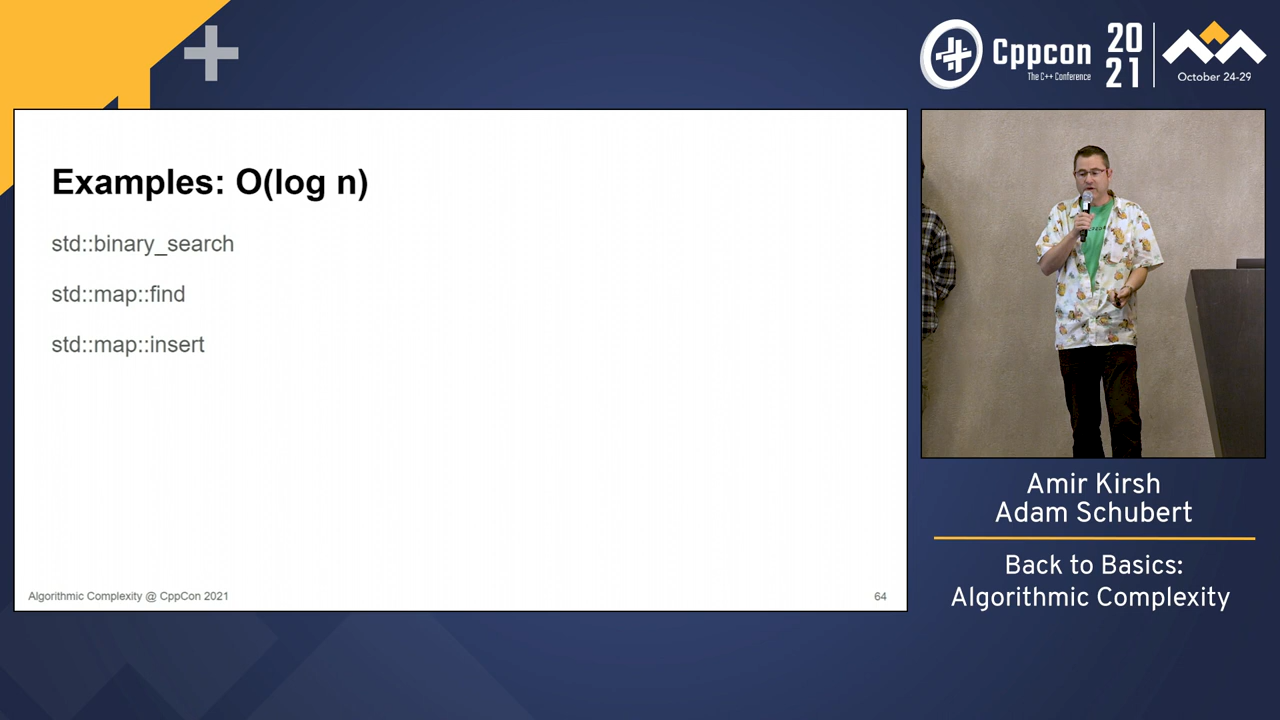 Cppcon
The C++ Conference
20
21
October 24-29
Examples: O(log n)
std::binary_search
std::map::find
std::map::insert
Algorithmic Complexity @ CppCon 2021
64
Amir Kirsh
Adam Schubert
Back to Basics:
Algorithmic Complexity